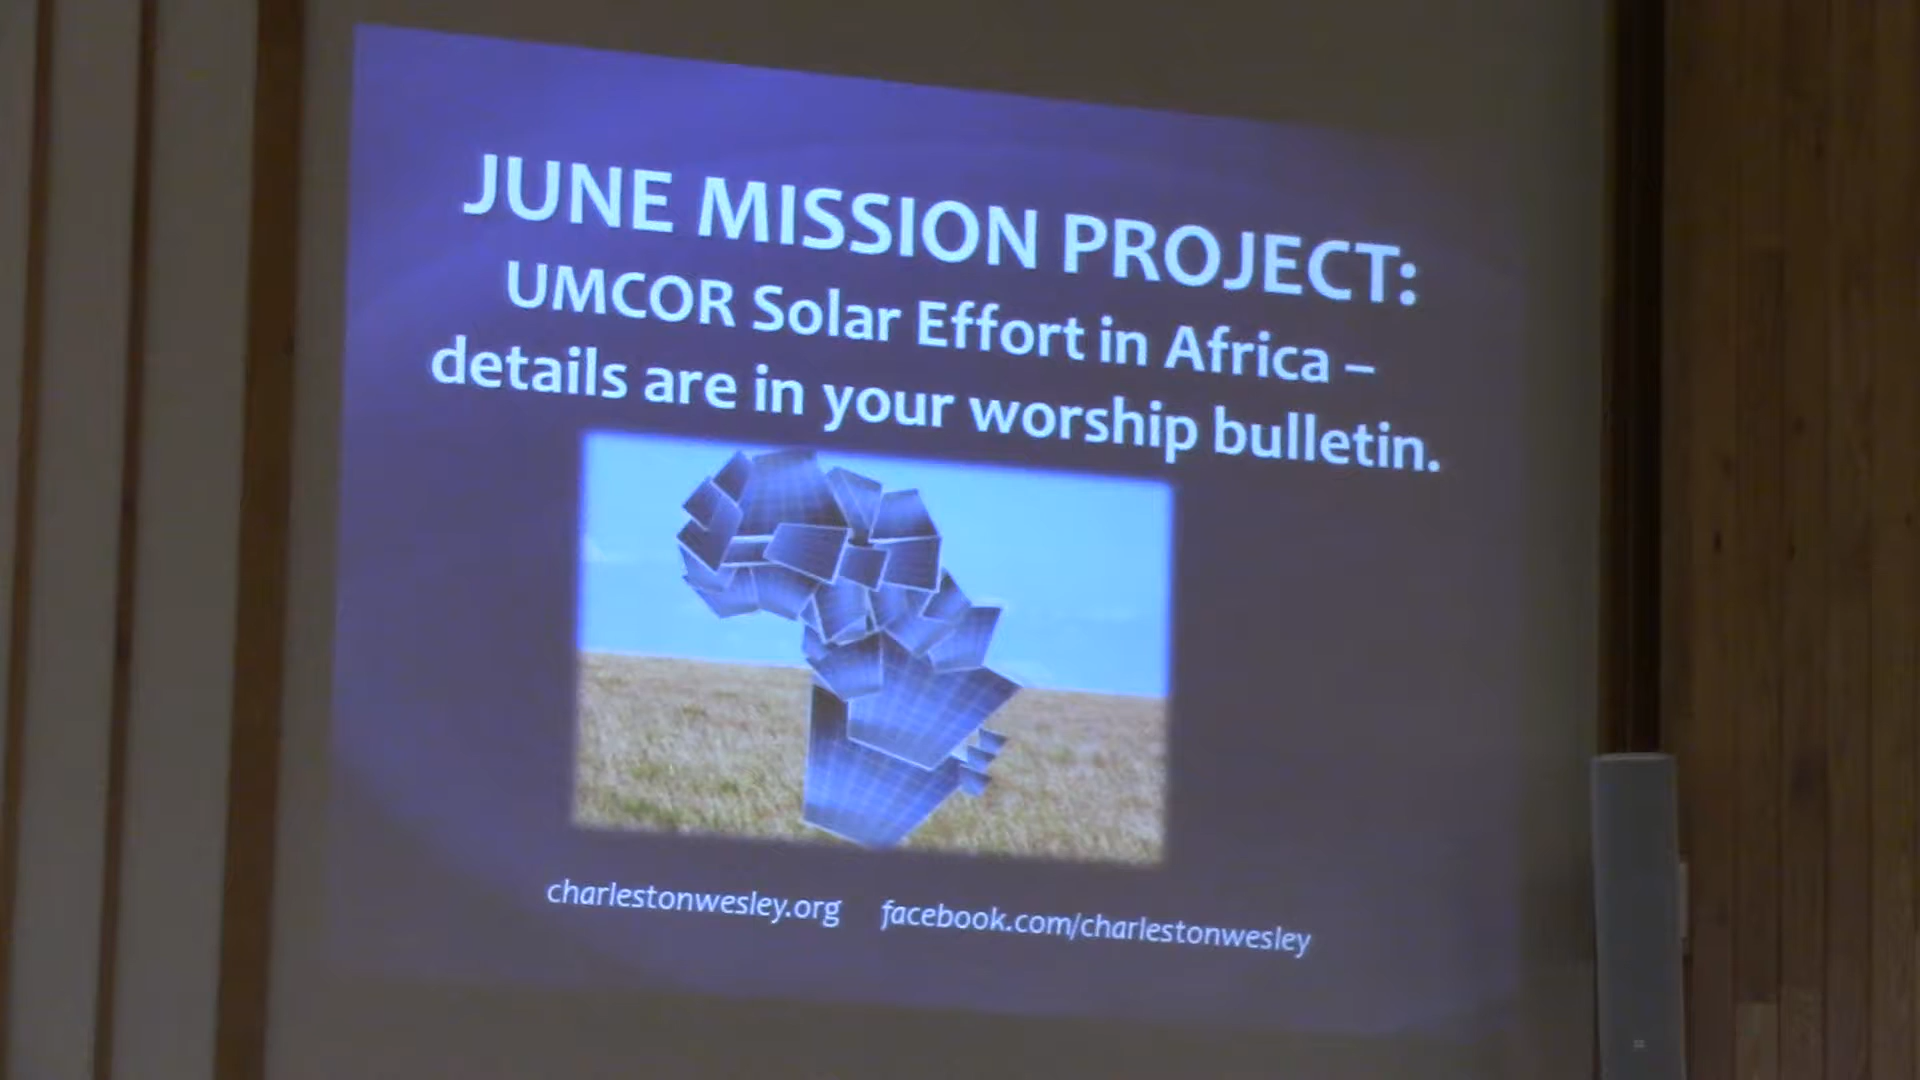 JUNE MISSION PROJECT:
UMCOR Solar Effort in Africa –
details are in your worship bulletin.
charlestonwesley.org facebook.com/charlestonwesley